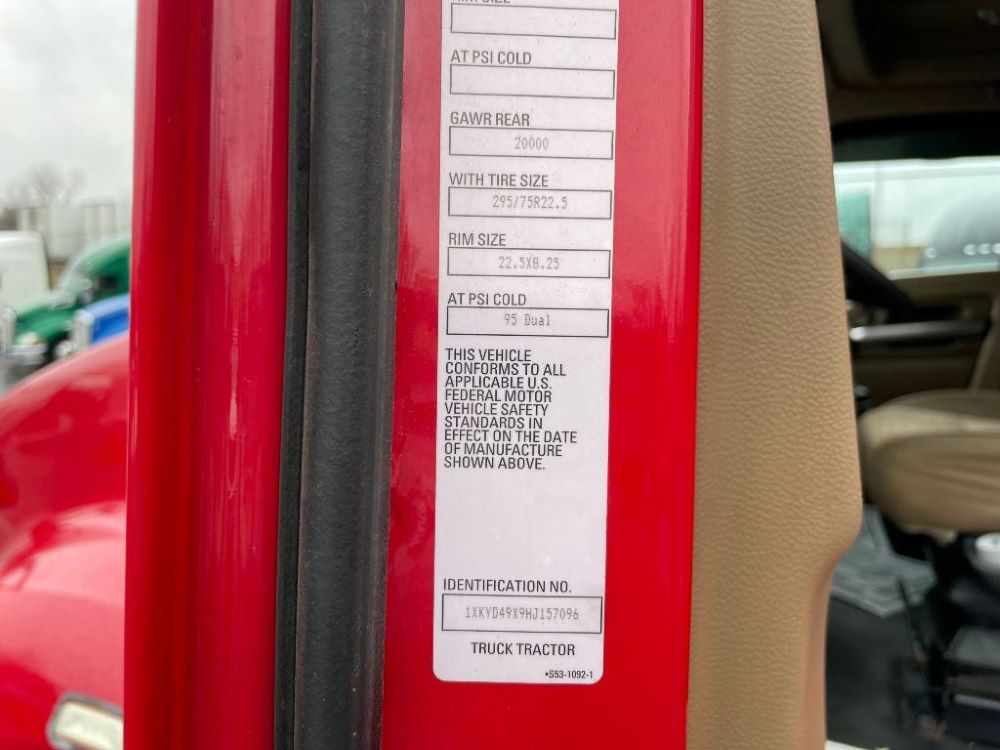 RIM SIZE
AT PSI COLD
GAWR REAR
20000
WITH TIRE SIZE
295/75R22.5
RIM SIZE
22.5X8.25
AT PSI COLD
95 Dual
THIS VEHICLE
CONFORMS TO ALL
APPLICABLE U.S.
FEDERAL MOTOR
VEHICLE SAFETY
STANDARDS IN
EFFECT ON THE DATE
OF MANUFACTURE
SHOWN ABOVE.
IDENTIFICATION NO.
1XKYD49X9HJ157096
TRUCK TRACTOR
•S53-1092-1